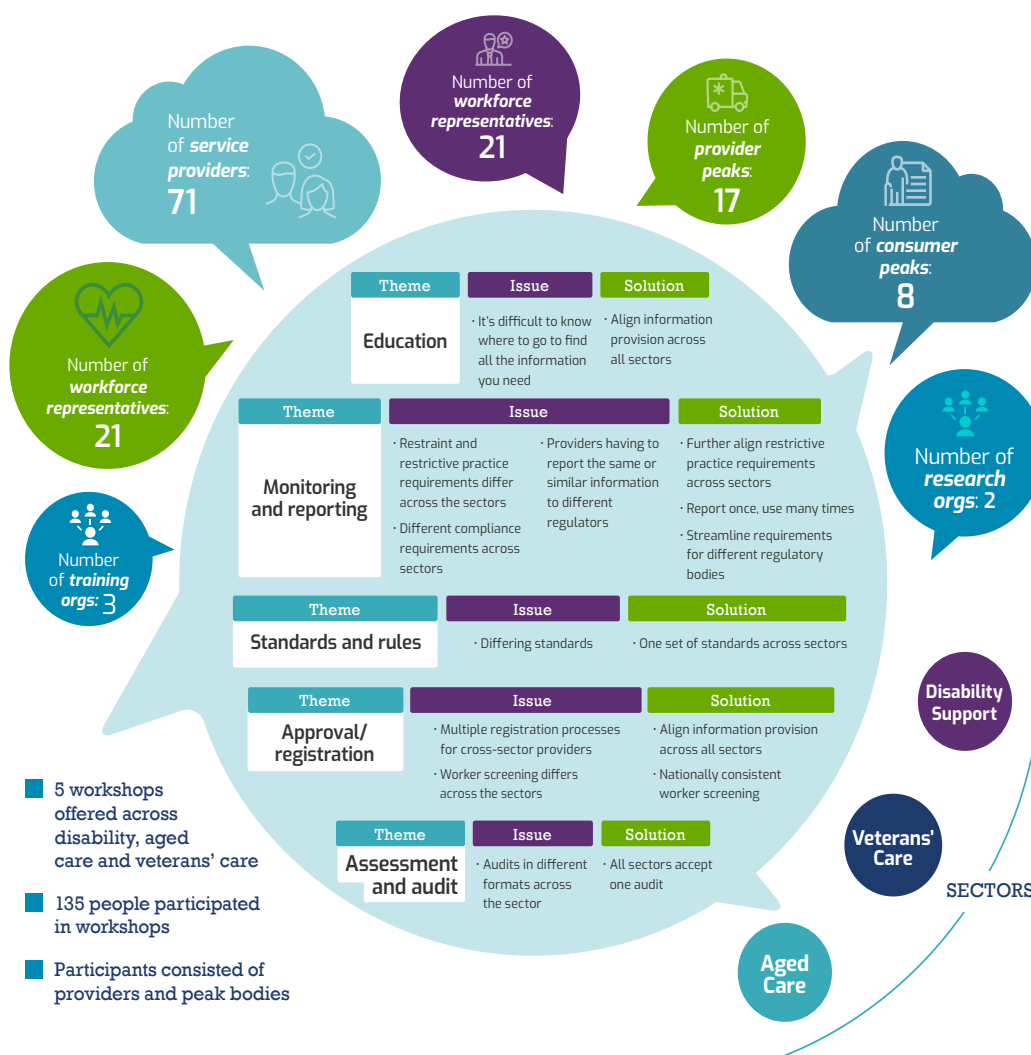 Number
of service
providers:
71
Number of
workforce
representatives:
21
Number of
provider
peaks:
17
Number
of consumer
peaks:
8
Number of
workforce
representatives:
21
Number of
research
orgs: 2
Number
of training
orgs: 3
Theme
Issue
Solution
Education
· It's difficult to know
where to go to find
all the information
you need
· Align information
provision across
all sectors
Theme
Issue
Solution
Monitoring
and reporting
· Restraint and
restrictive practice
requirements differ
across the sectors
· Different compliance
requirements across
sectors
· Providers having to
report the same or
similar information
to different
regulators
· Further align restrictive
practice requirements
across sectors
· Report once, use many times
· Streamline requirements
for different regulatory
bodies
Theme
Issue
Solution
Standards and rules
· Differing standards
· One set of standards across sectors
Theme
Issue
Solution
Approval/
registration
· Multiple registration processes
for cross-sector providers
· Worker screening differs
across the sectors
· Align information provision
across all sectors
· Nationally consistent
worker screening
Theme
Issue
Solution
Assessment
and audit
· Audits in different
formats across
the sector
· All sectors accept
one audit
5 workshops
offered across
disability, aged
care and veterans' care
135 people participated
in workshops
Participants consisted of
providers and peak bodies
Disability
Support
Veterans'
Care
SECTORS
Aged
Care